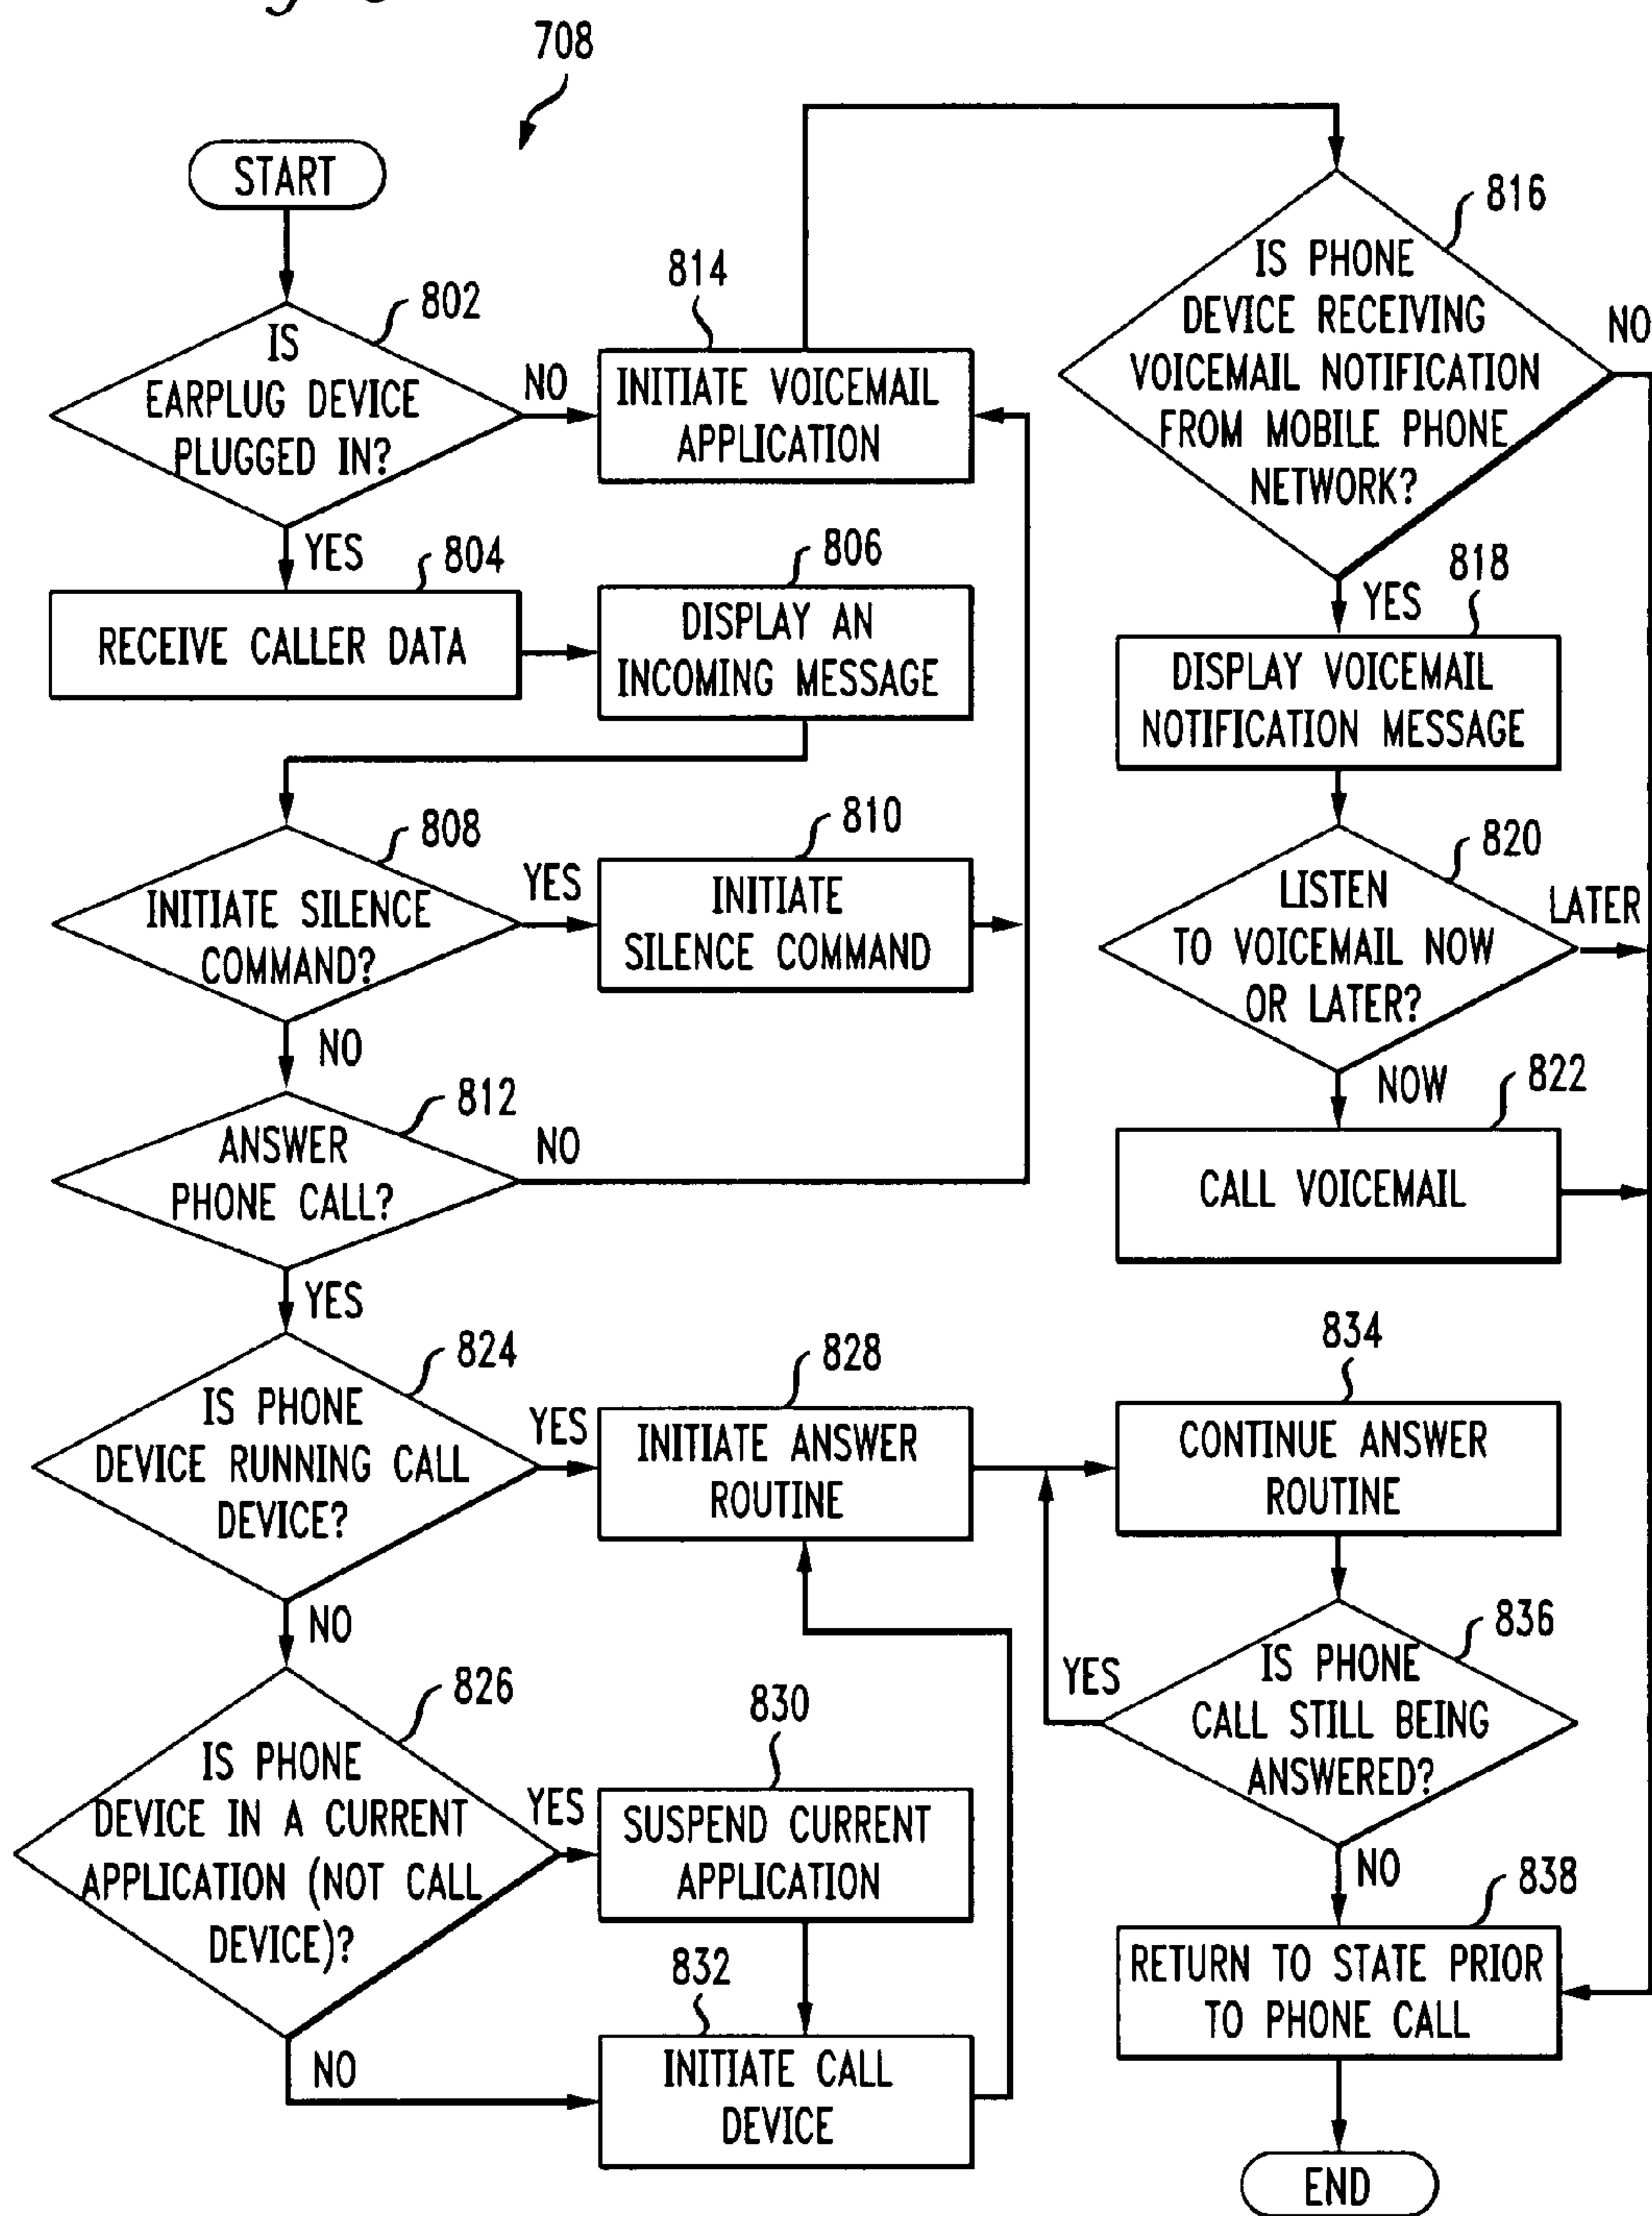 708
START
802
IS
EARPLUG DEVICE
PLUGGED IN?
NO
YES
814
INITIATE VOICEMAIL
APPLICATION
816
IS PHONE
DEVICE RECEIVING
VOICEMAIL NOTIFICATION
FROM MOBILE PHONE
NETWORK?
NO
YES
804
RECEIVE CALLER DATA
806
DISPLAY AN
INCOMING MESSAGE
818
DISPLAY VOICEMAIL
NOTIFICATION MESSAGE
808
INITIATE SILENCE
COMMAND?
YES
NO
810
INITIATE
SILENCE COMMAND
820
LISTEN
TO VOICEMAIL NOW
OR LATER?
LATER
NOW
812
ANSWER
PHONE CALL?
NO
YES
822
CALL VOICEMAIL
824
IS PHONE
DEVICE RUNNING CALL
DEVICE?
YES
NO
828
INITIATE ANSWER
ROUTINE
834
CONTINUE ANSWER
ROUTINE
826
IS PHONE
DEVICE IN A CURRENT
APPLICATION (NOT CALL
DEVICE)?
YES
NO
830
SUSPEND CURRENT
APPLICATION
836
IS PHONE
CALL STILL BEING
ANSWERED?
YES
NO
832
INITIATE CALL
DEVICE
838
RETURN TO STATE PRIOR
TO PHONE CALL
END